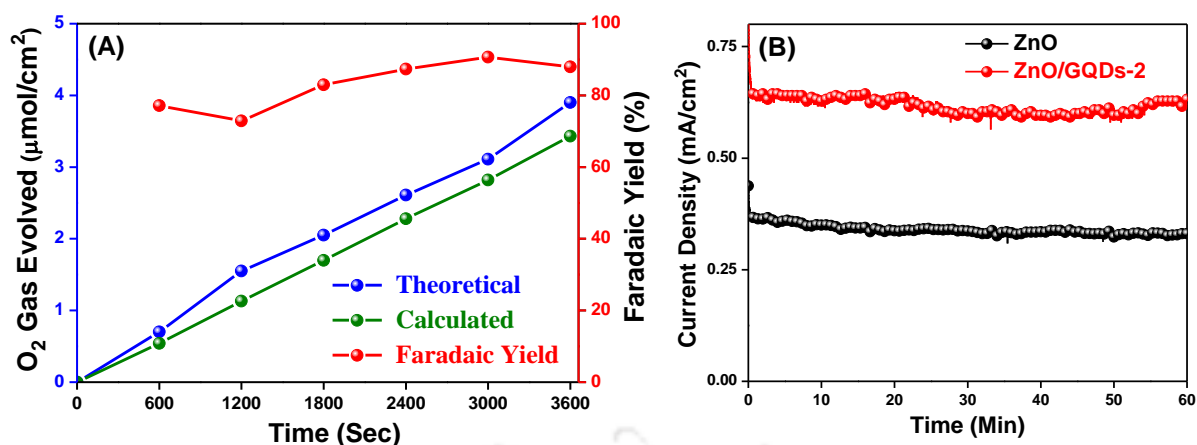 (A)
O₂ Gas Evolved (μmol/cm²)
5
4
3
2
1
0
0 600 1200 1800 2400 3000 3600
Time (Sec)
100
80
60
40
20
0
Faradaic Yield (%)
Theoretical
Calculated
Faradaic Yield
(B)
Current Density (mA/cm²)
0.75
0.50
0.25
0.00
0 10 20 30 40 50 60
Time (Min)
ZnO
ZnO/GQDs-2